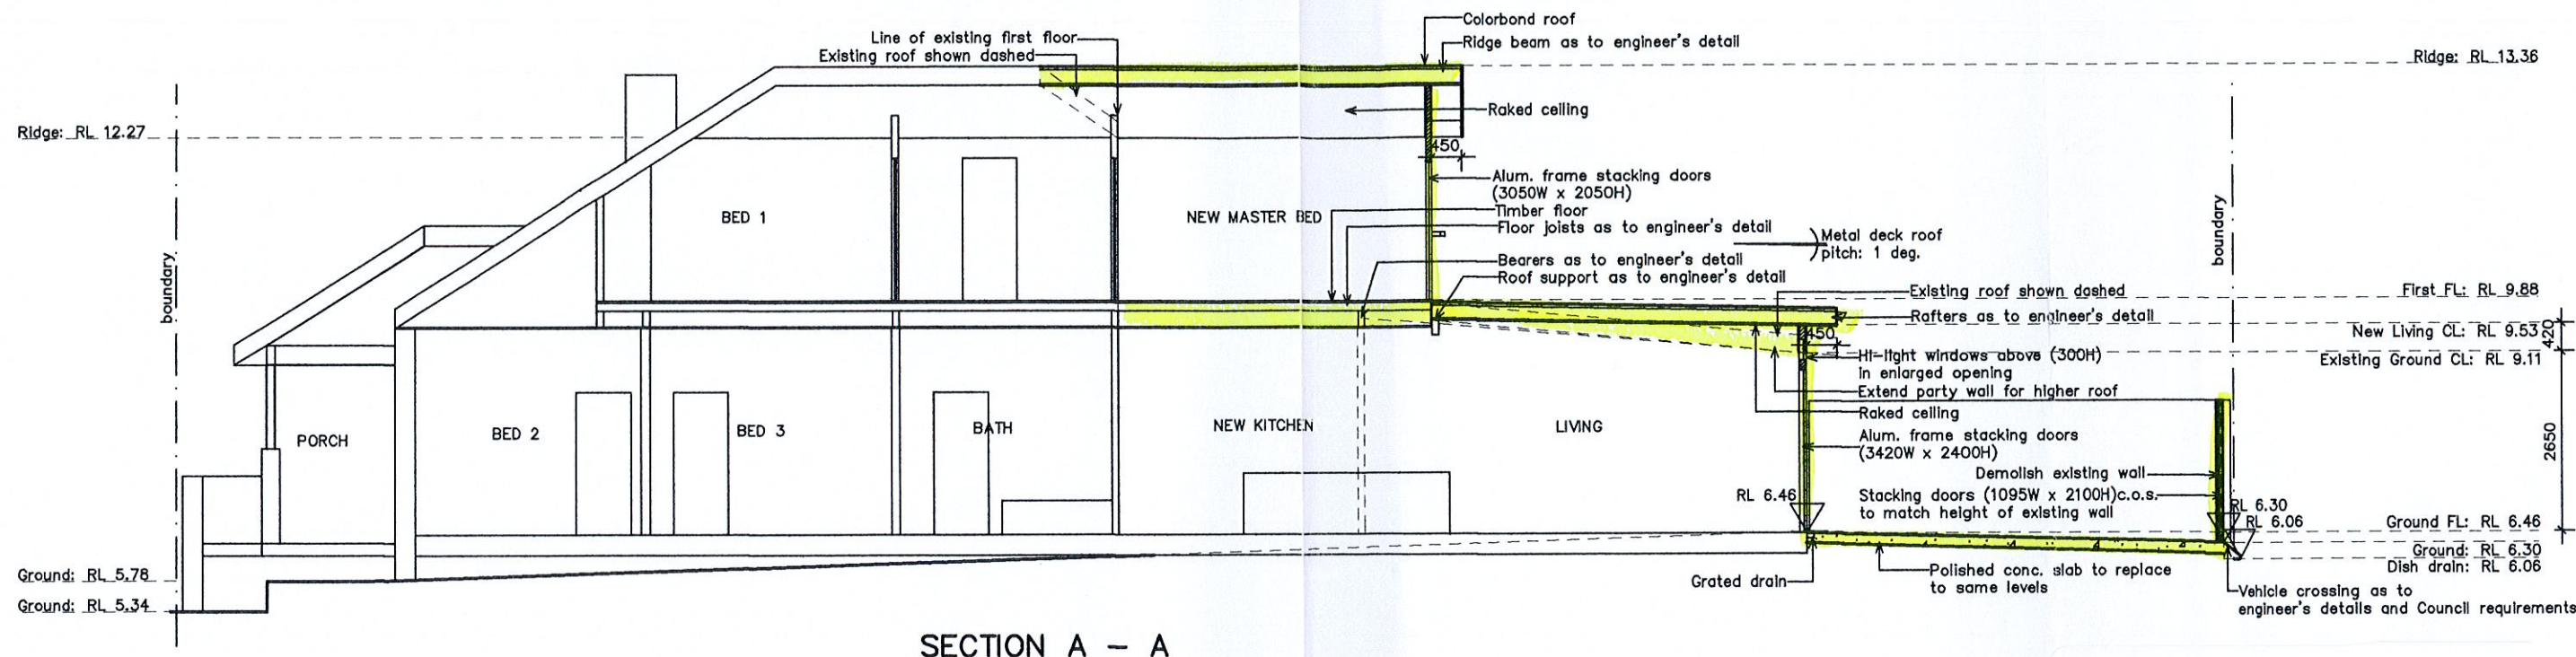 Colorbond roof
Ridge beam as to engineer's detail
Line of existing first floor
Existing roof shown dashed
Ridge: RL 13.36
Ridge: RL 12.27
Raked ceiling
450
Alum. frame stacking doors
(3050W x 2050H)
Timber floor
Floor joists as to engineer's detail
Metal deck roof
pitch: 1 deg.
Bearers as to engineer's detail
Roof support as to engineer's detail
BED 1
NEW MASTER BED
boundary
boundary
Existing roof shown dashed
Rafters as to engineer's detail
First FL: RL 9.88
New Living CL: RL 9.53
Existing Ground CL: RL 9.11
420
450
Hi-light windows above (300H)
in enlarged opening
Extend party wall for higher roof
Raked ceiling
Alum. frame stacking doors
(3420W x 2400H)
Demolish existing wall
Stacking doors (1095W x 2100H)c.o.s.
to match height of existing wall
2650
PORCH
BED 2
BED 3
BATH
NEW KITCHEN
LIVING
RL 6.46
RL 6.30
RL 6.06
Ground FL: RL 6.46
Ground: RL 6.30
Dish drain: RL 6.06
Ground: RL 5.78
Ground: RL 5.34
Grated drain
Polished conc. slab to replace
to same levels
Vehicle crossing as to
engineer's details and Council requirements
SECTION A - A